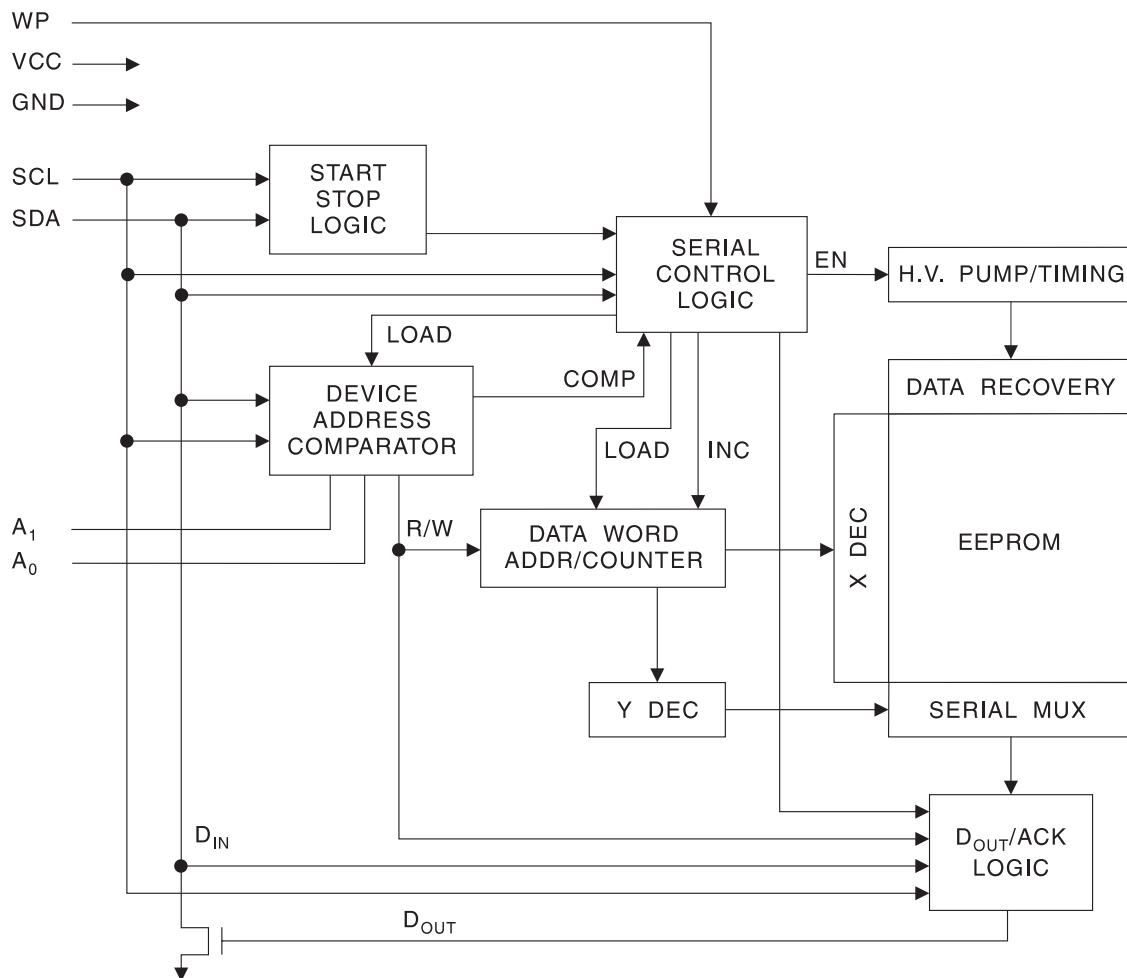 WP
VCC
GND
SCL
SDA
START
STOP
LOGIC
SERIAL
CONTROL
LOGIC
EN
H.V. PUMP/TIMING
LOAD
COMP
DATA RECOVERY
DEVICE
ADDRESS
COMPARATOR
LOAD
INC
A1
A0
R/W
DATA WORD
ADDR/COUNTER
X DEC
EEPROM
Y DEC
SERIAL MUX
DIN
DOUT/ACK
LOGIC
DOUT